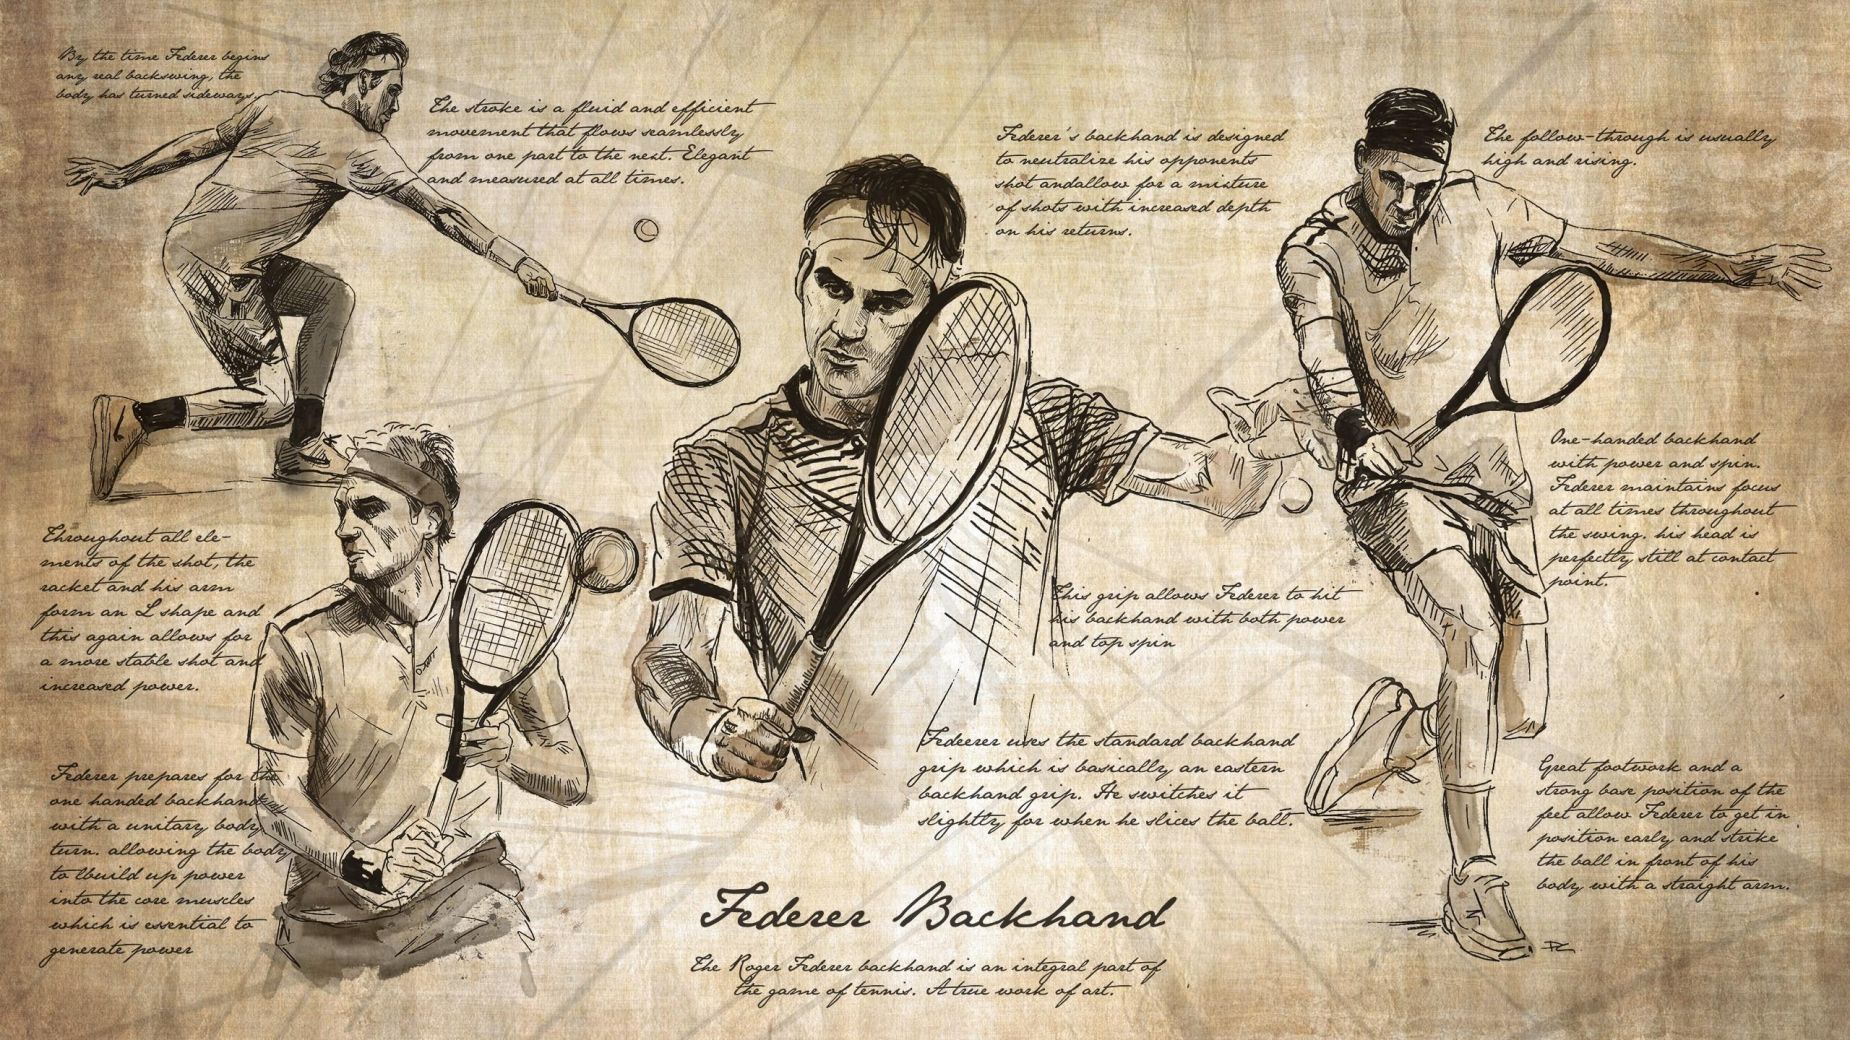 By the time Federer begins
any real backswing, the
body has turned sideways.
The stroke is a fluid and efficient
movement that flows seamlessly
from one part to the next. Elegant
and measured at all times.
Federer's backhand is designed
to neutralize his opponents
shot andallow for a mixture
of shots with increased depth
on his returns.
The follow-through is usually
high and rising.
One-handed backhand
with power and spin.
Federer maintains focus
at all times throughout
the swing. his head is
perfectly still at contact
point.
Throughout all ele-
ments of the shot, the
racket and his arm
form an L shape and
this again allows for
a more stable shot and
increased power.
This grip allows Federer to hit
his backhand with both power
and top spin
Fedeerer uses the standard backhand
grip which is basically an eastern
backhand grip. He switches it
slightly for when he slices the ball.
Federer prepares for the
one handed backhand
with a unitary body
turn. allowing the body
to lbuild up power
into the core muscles
which is essential to
generate power
Great footwork and a
strong base position of the
feet allow Federer to get in
position early and strike
the ball in front of his
body with a straight arm.
Federer Backhand
The Roger Federer backhand is an integral part of
the game of tennis. A true work of art.